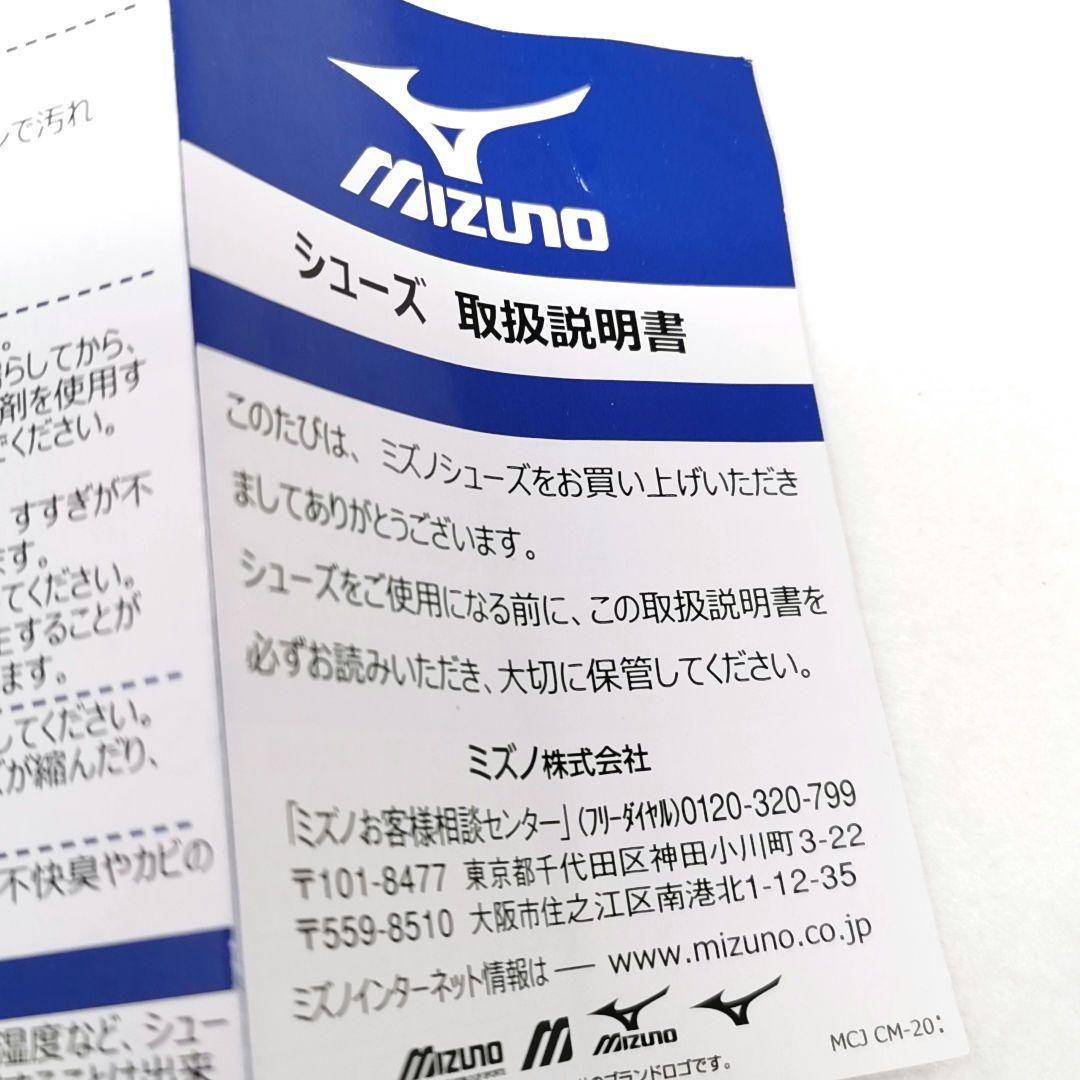 で汚れ
らしてから、
剤を使用す
ください。
すすぎが不
ます。
てください。
することが
ます。
してください。
が縮んだり、
不快臭やカビの
湿度など、シュー
MIZUNO
シューズ 取扱説明書
このたびは、ミズノシューズをお買い上げいただき
ましてありがとうございます。
シューズをご使用になる前に、この取扱説明書を
必ずお読みいただき、大切に保管してください。
ミズノ株式会社
「ミズノお客様相談センター」(フリーダイヤル)0120-320-799
〒101-8477 東京都千代田区神田小川町3-22
〒559-8510 大阪市住之江区南港北1-12-35
ミズノインターネット情報は― www.mizuno.co.jp
MIZUNO M MIZUNO
のブランドロゴです。
MCJ CM-20